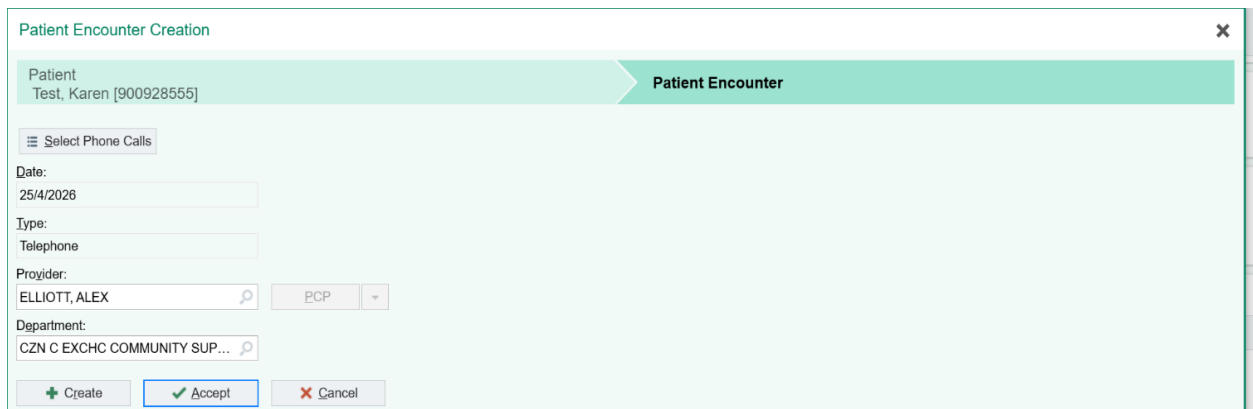 Patient Encounter Creation
Patient
Test, Karen [900928555]
Patient Encounter
Select Phone Calls
Date:
25/4/2026
Type:
Telephone
Provider:
ELLIOTT, ALEX
PCP
Department:
CZN C EXCHC COMMUNITY SUP...
Create
Accept
Cancel